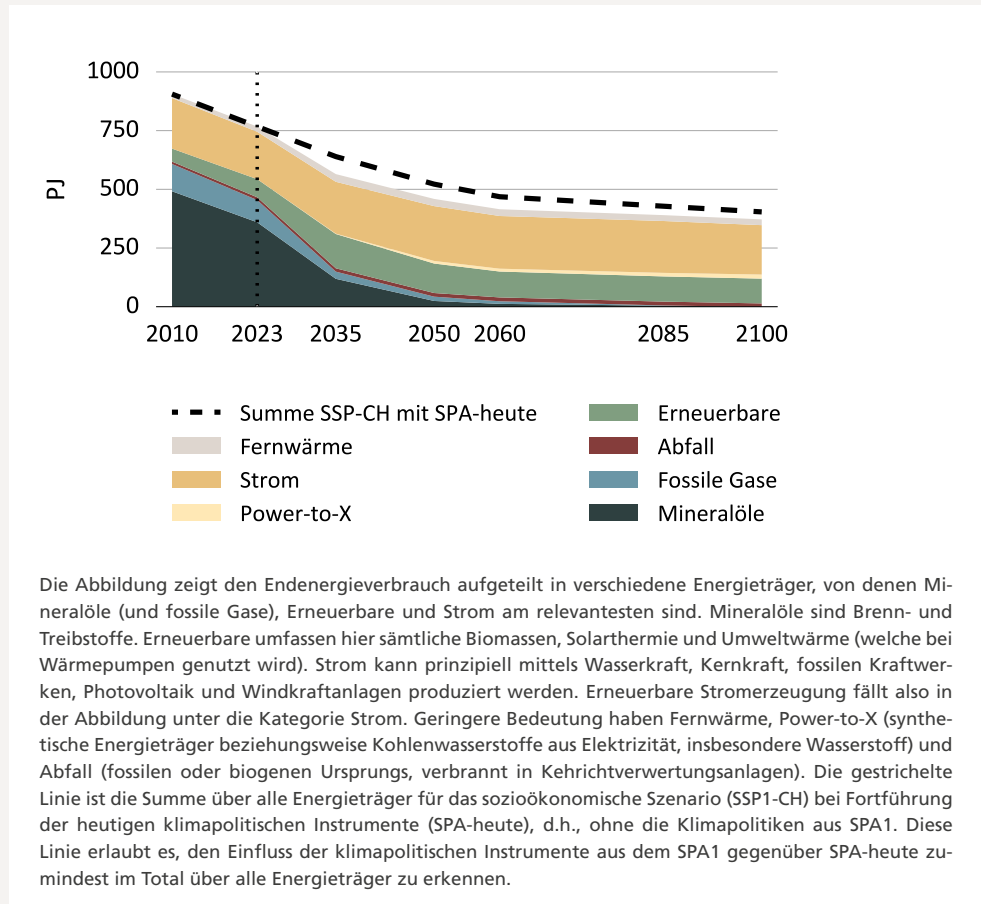 1000
750
500
250
0
PJ
2010 2023 2035 2050 2060 2085 2100
Summe SSP-CH mit SPA-heute
Fernwärme
Strom
Power-to-X
Erneuerbare
Abfall
Fossile Gase
Mineralöle
Die Abbildung zeigt den Endenergieverbrauch aufgeteilt in verschiedene Energieträger, von denen Mi-
neralöle (und fossile Gase), Erneuerbare und Strom am relevantesten sind. Mineralöle sind Brenn- und
Treibstoffe. Erneuerbare umfassen hier sämtliche Biomassen, Solarthermie und Umweltwärme (welche bei
Wärmepumpen genutzt wird). Strom kann prinzipiell mittels Wasserkraft, Kernkraft, fossilen Kraftwer-
ken, Photovoltaik und Windkraftanlagen produziert werden. Erneuerbare Stromerzeugung fällt also in
der Abbildung unter die Kategorie Strom. Geringere Bedeutung haben Fernwärme, Power-to-X (synthe-
tische Energieträger beziehungsweise Kohlenwasserstoffe aus Elektrizität, insbesondere Wasserstoff) und
Abfall (fossilen oder biogenen Ursprungs, verbrannt in Kehrichtverwertungsanlagen). Die gestrichelte
Linie ist die Summe über alle Energieträger für das sozioökonomische Szenario (SSP1-CH) bei Fortführung
der heutigen klimapolitischen Instrumente (SPA-heute), d.h., ohne die Klimapolitiken aus SPA1. Diese
Linie erlaubt es, den Einfluss der klimapolitischen Instrumente aus dem SPA1 gegenüber SPA-heute zu-
mindest im Total über alle Energieträger zu erkennen.